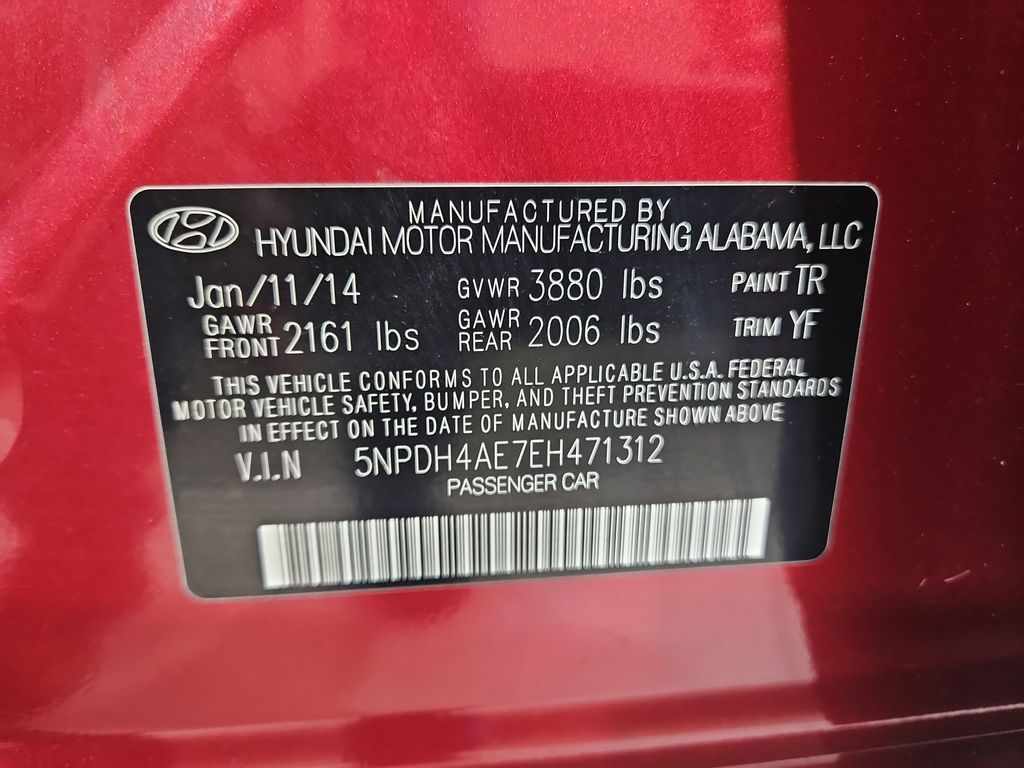 MANUFACTURED BY
HYUNDAI MOTOR MANUFACTURING ALABAMA, LLC
Jan/11/14 GVWR 3880 lbs PAINT TR
GAWR FRONT 2161 lbs GAWR REAR 2006 lbs TRIM YF
THIS VEHICLE CONFORMS TO ALL APPLICABLE U.S.A. FEDERAL
MOTOR VEHICLE SAFETY, BUMPER, AND THEFT PREVENTION STANDARDS
IN EFFECT ON THE DATE OF MANUFACTURE SHOWN ABOVE
V.I.N 5NPDH4AE7EH471312
PASSENGER CAR